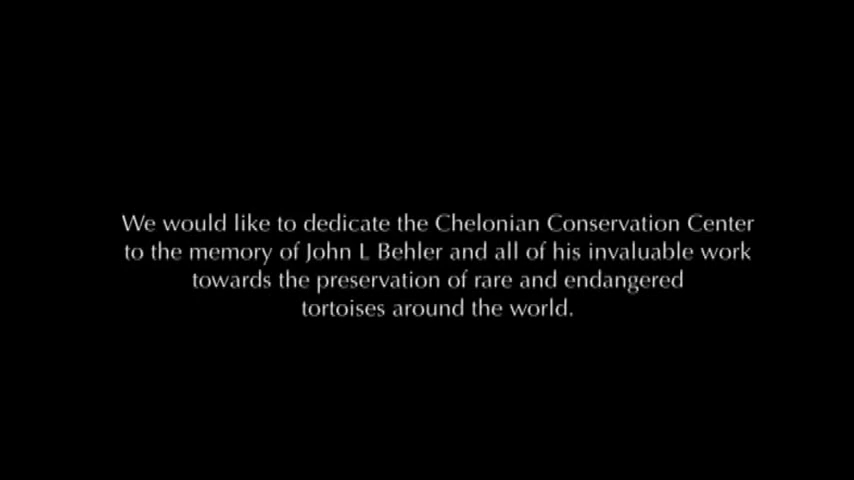 We would like to dedicate the Chelonian Conservation Center
to the memory of John L Behler and all of his invaluable work
towards the preservation of rare and endangered
tortoises around the world.